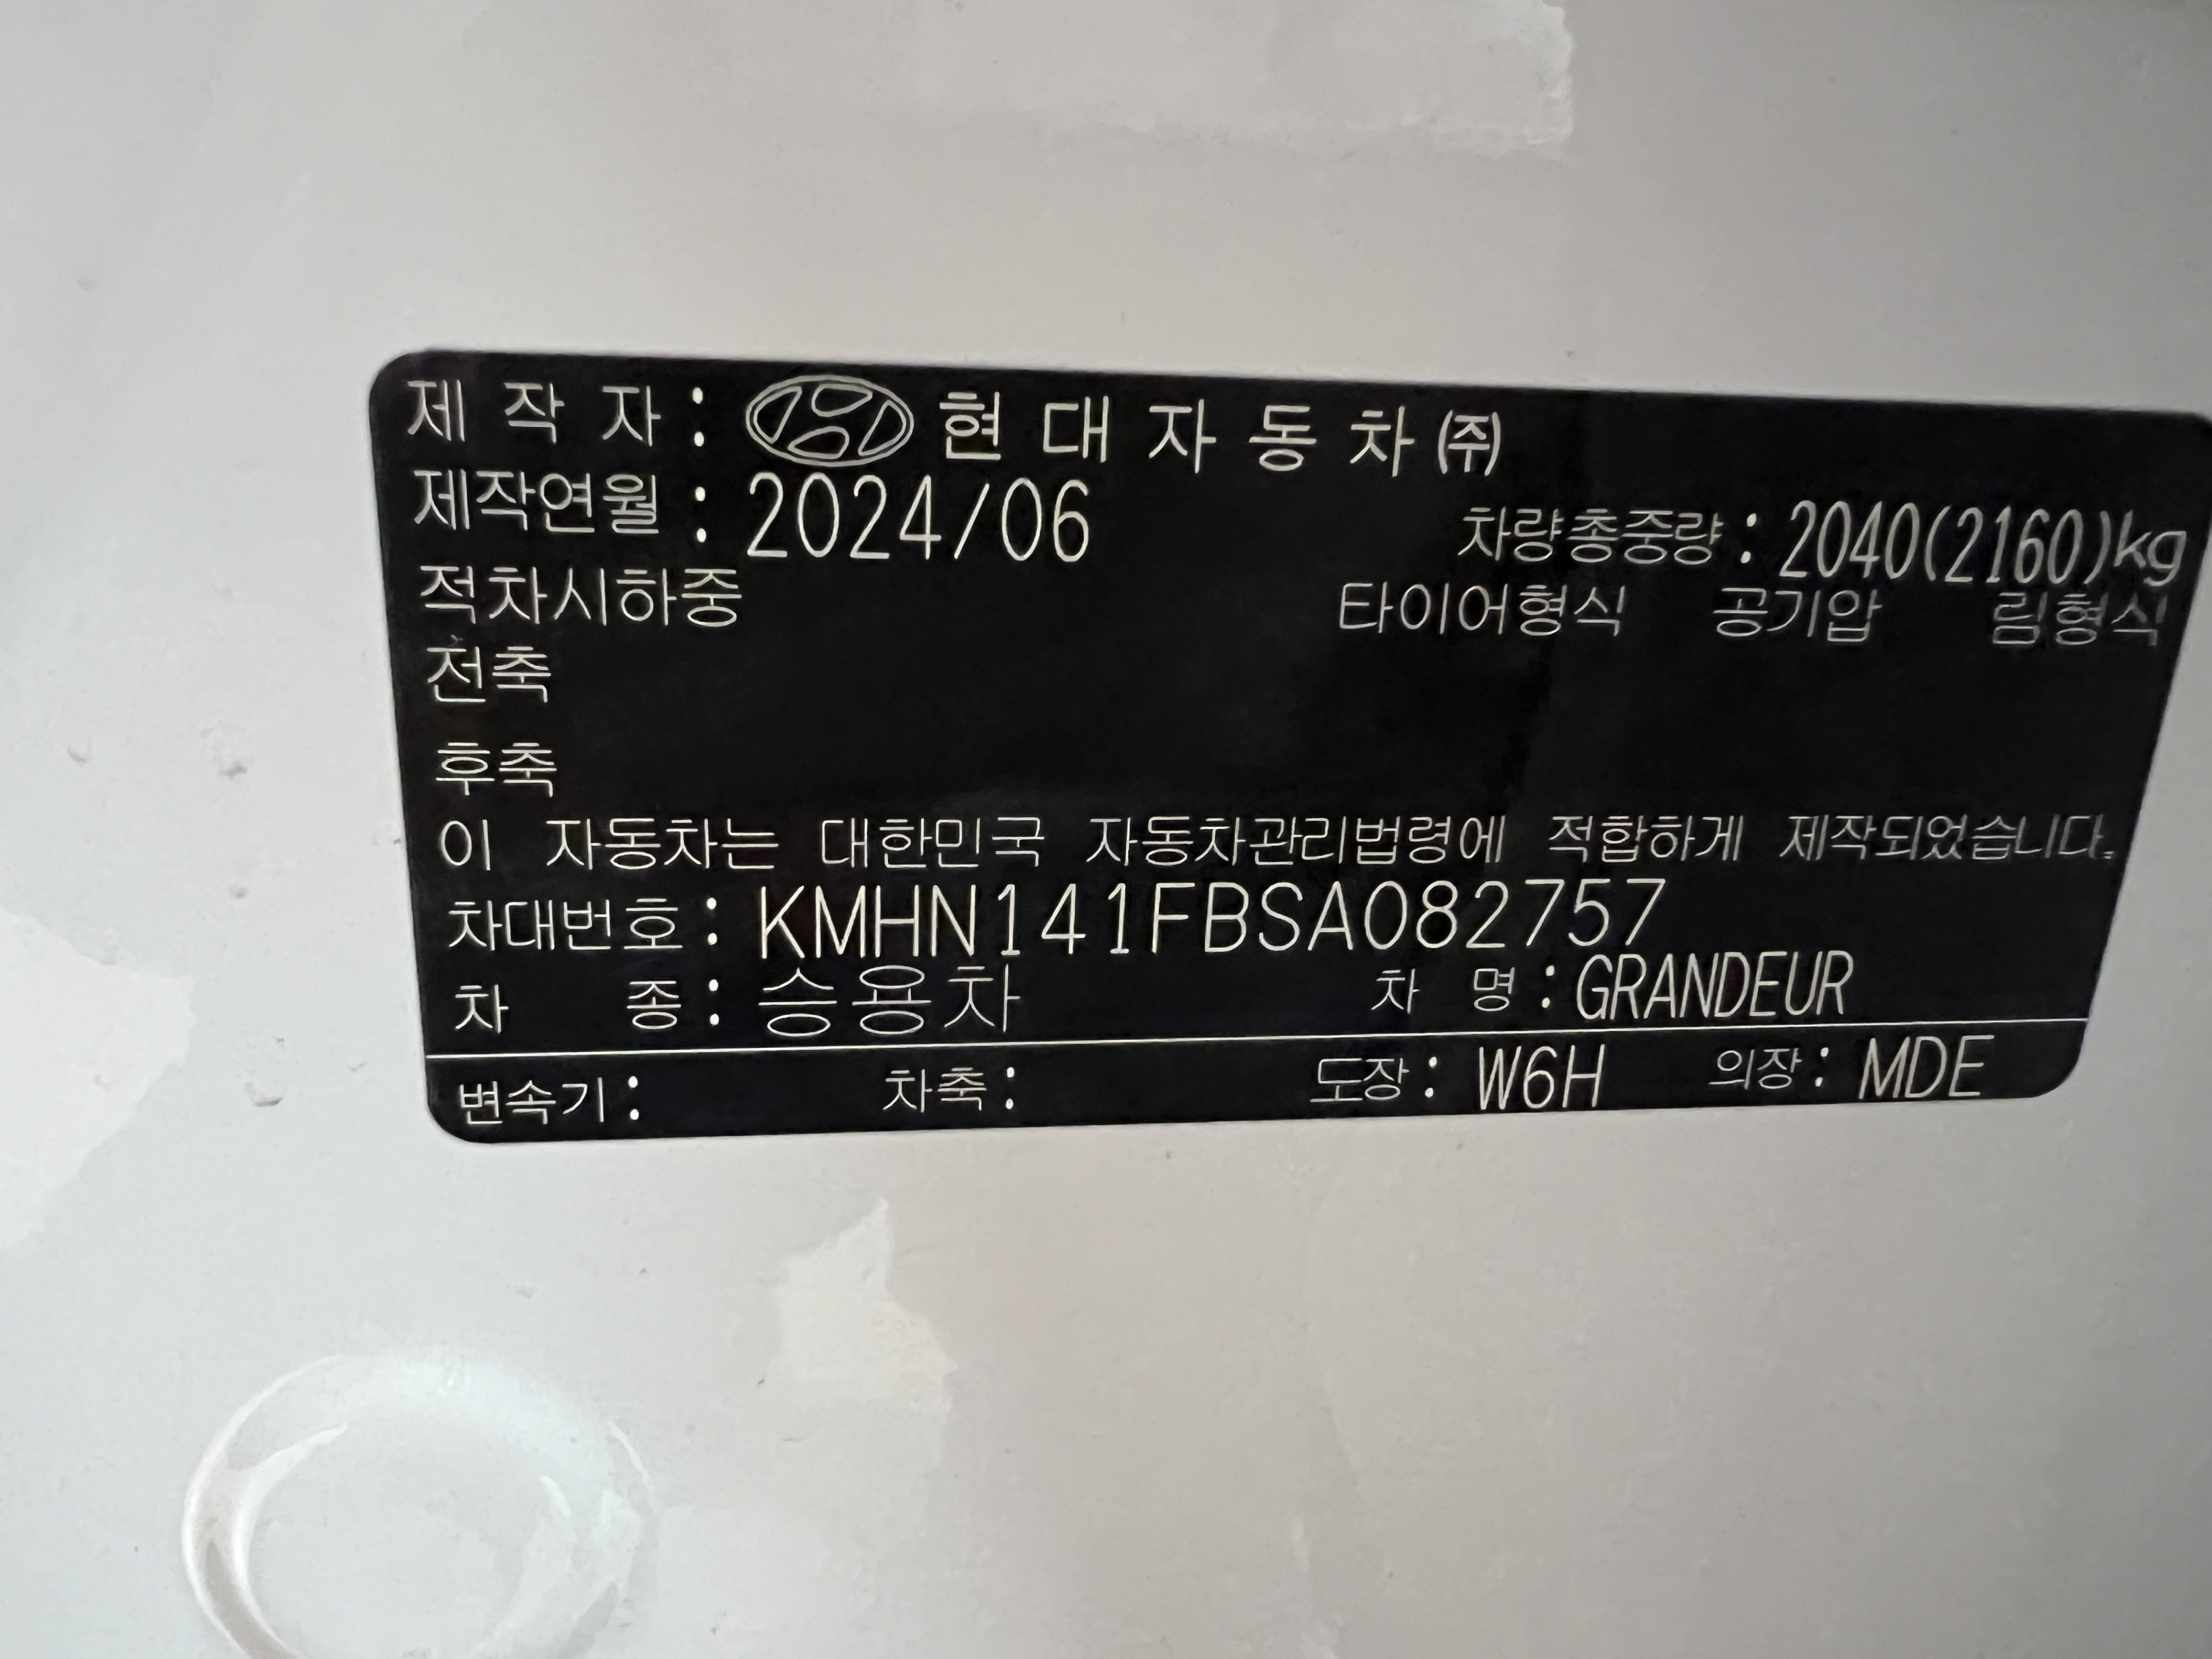 제 작 자 : 현 대 자 동 차 ㈜
제작연월 : 2024/06
차량총중량 : 2040(2160)kg
적차시하중 타이어형식 공기압 림형식
전축
후축
이 자동차는 대한민국 자동차관리법령에 적합하게 제작되었습니다.
차대번호 : KMHN141FBSA082757
차 종 : 승용차 차 명 : GRANDEUR
변속기 : 차축 : 도장 : W6H 의장 : MDE